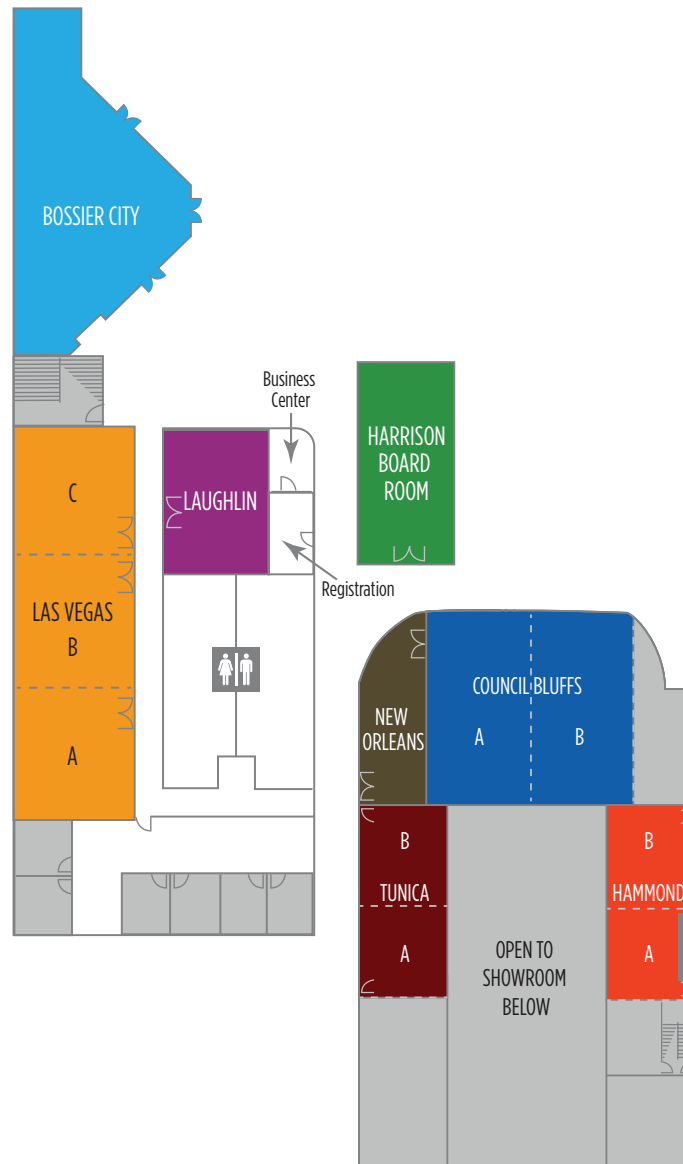 BOSSIER CITY
Business
Center
HARRISON
BOARD
ROOM
C
LAUGHLIN
Registration
LAS VEGAS
B
A
COUNCIL BLUFFS
A B
NEW
ORLEANS
B
TUNICA
A
B
HAMMOND
A
OPEN TO
SHOWROOM
BELOW